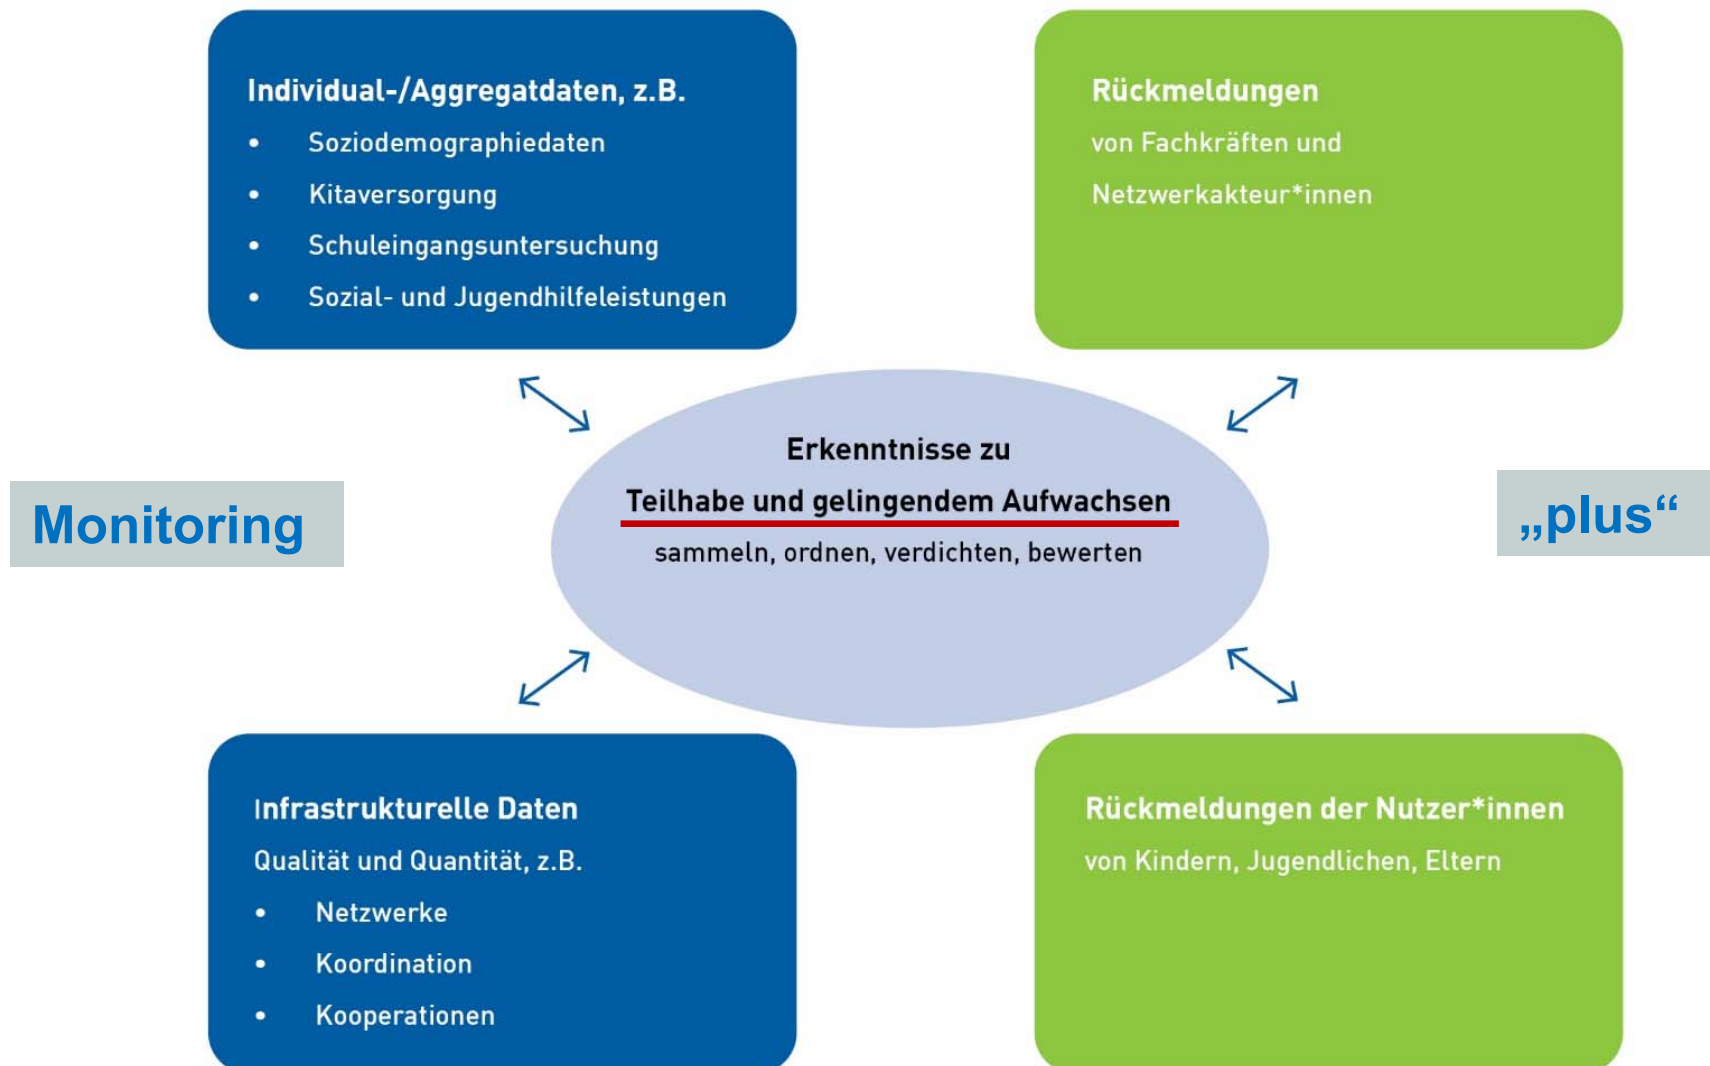 Individual-/Aggregatdaten, z.B.
• Soziodemographiedaten
• Kitaversorgung
• Schuleingangsuntersuchung
• Sozial- und Jugendhilfeleistungen
Rückmeldungen
von Fachkräften und
Netzwerkakteur*innen
Monitoring
Erkenntnisse zu
Teilhabe und gelingendem Aufwachsen
sammeln, ordnen, verdichten, bewerten
„plus“
Infrastrukturelle Daten
Qualität und Quantität, z.B.
• Netzwerke
• Koordination
• Kooperationen
Rückmeldungen der Nutzer*innen
von Kindern, Jugendlichen, Eltern